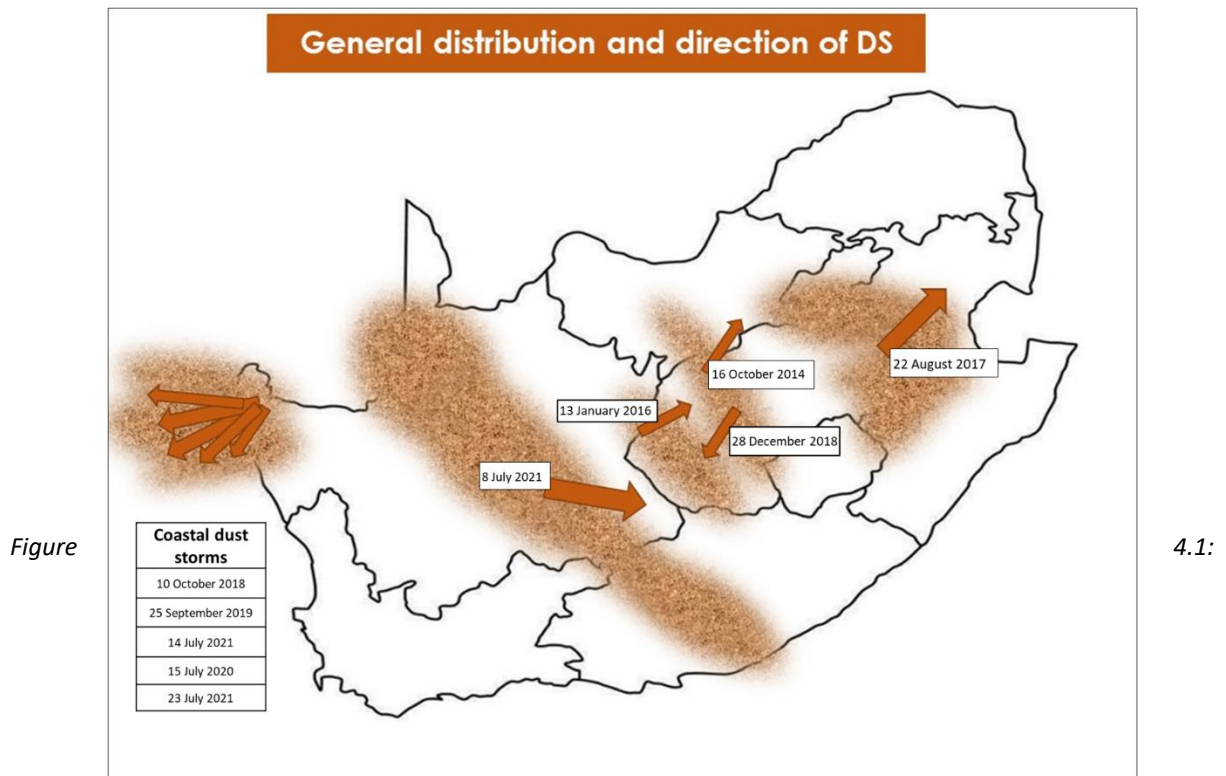 General distribution and direction of DS
16 October 2014
22 August 2017
13 January 2016
28 December 2018
8 July 2021
Coastal dust
storms
10 October 2018
25 September 2019
14 July 2021
15 July 2020
23 July 2021
Figure 4.1: